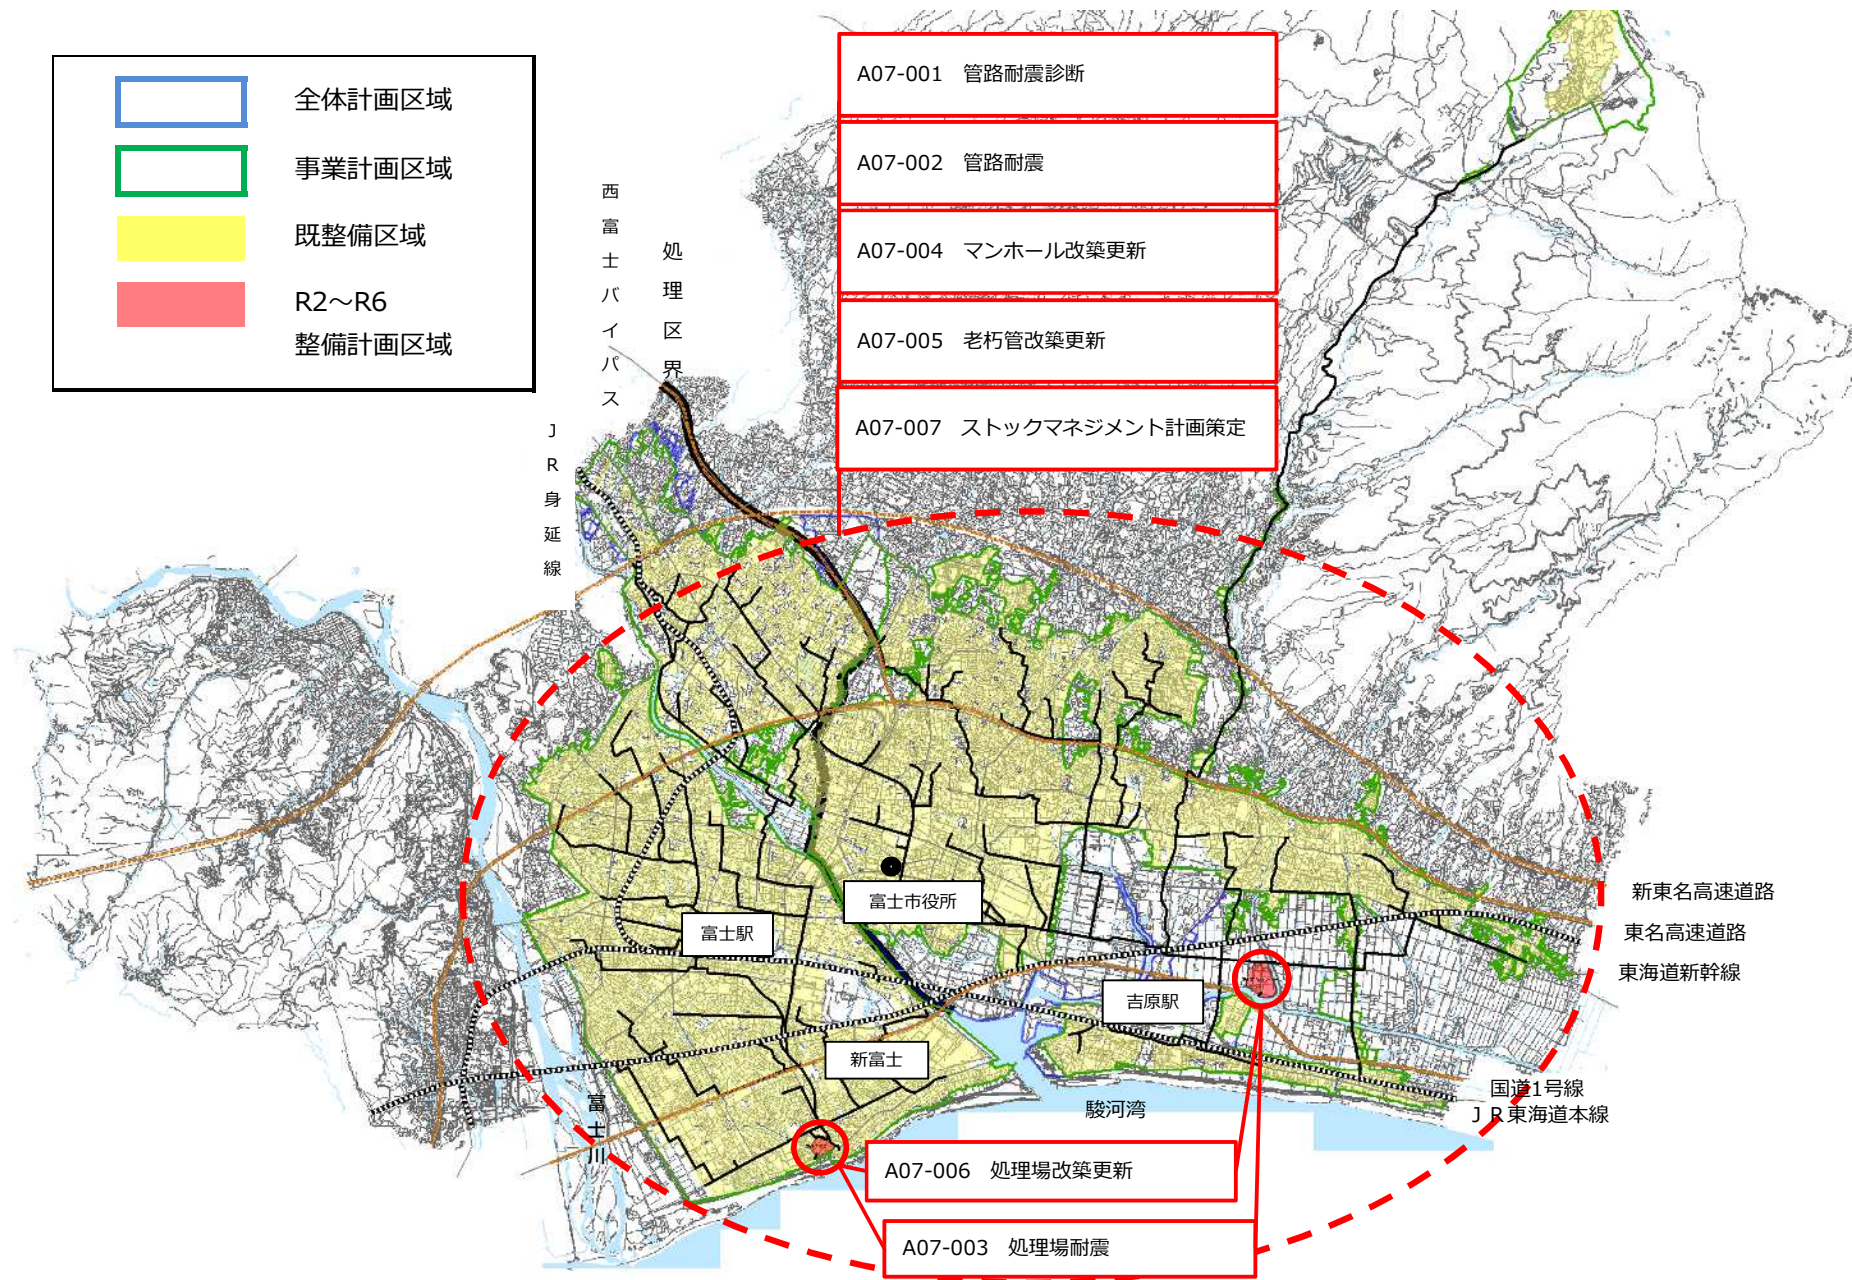 全体計画区域
事業計画区域
既整備区域
R2～R6
整備計画区域
A07-001 管路耐震診断
A07-002 管路耐震
A07-004 マンホール改築更新
A07-005 老朽管改築更新
A07-007 ストックマネジメント計画策定
西富士バイパス
処理区界
JR身延線
富士市役所
富士駅
吉原駅
新富士
新東名高速道路
東名高速道路
東海道新幹線
国道1号線
JR東海道本線
駿河湾
富士川
A07-006 処理場改築更新
A07-003 処理場耐震